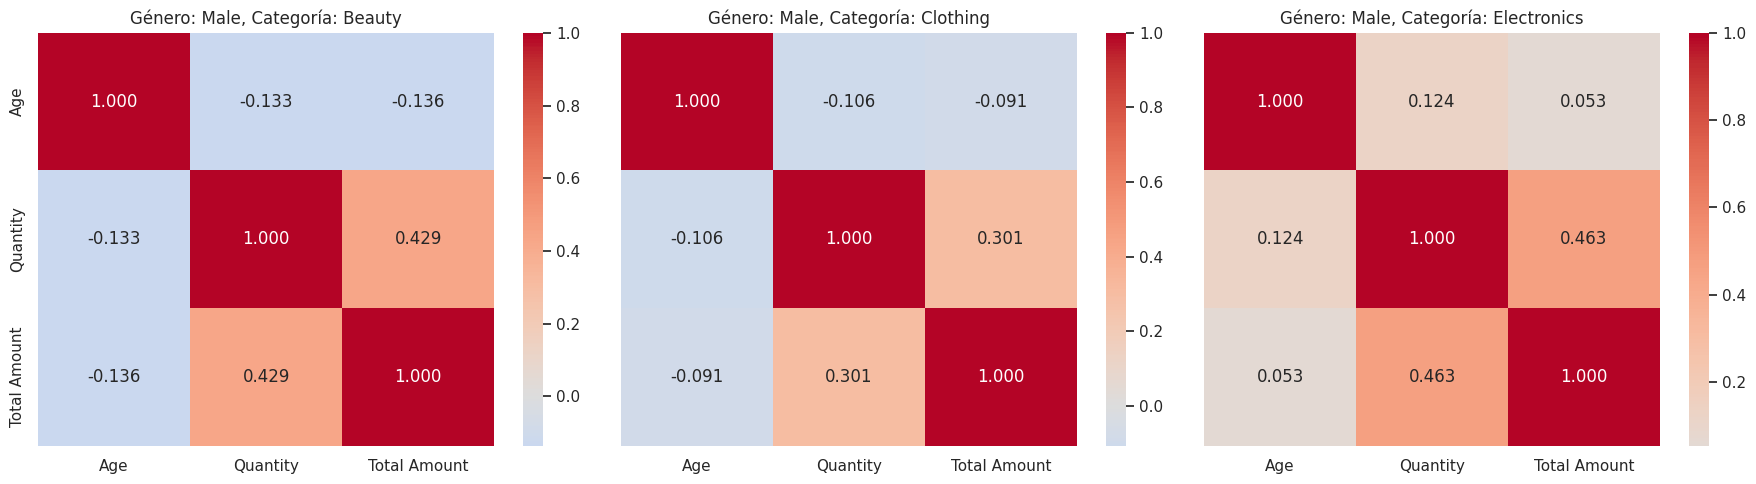 Género: Male, Categoría: Beauty
Age
1.000 -0.133 -0.136
Quantity
-0.133 1.000 0.429
Total Amount
-0.136 0.429 1.000
Age Quantity Total Amount
1.0
0.8
0.6
0.4
0.2
0.0
Género: Male, Categoría: Clothing
1.000 -0.106 -0.091
-0.106 1.000 0.301
-0.091 0.301 1.000
Age Quantity Total Amount
1.0
0.8
0.6
0.4
0.2
0.0
Género: Male, Categoría: Electronics
1.000 0.124 0.053
0.124 1.000 0.463
0.053 0.463 1.000
Age Quantity Total Amount
1.0
0.8
0.6
0.4
0.2